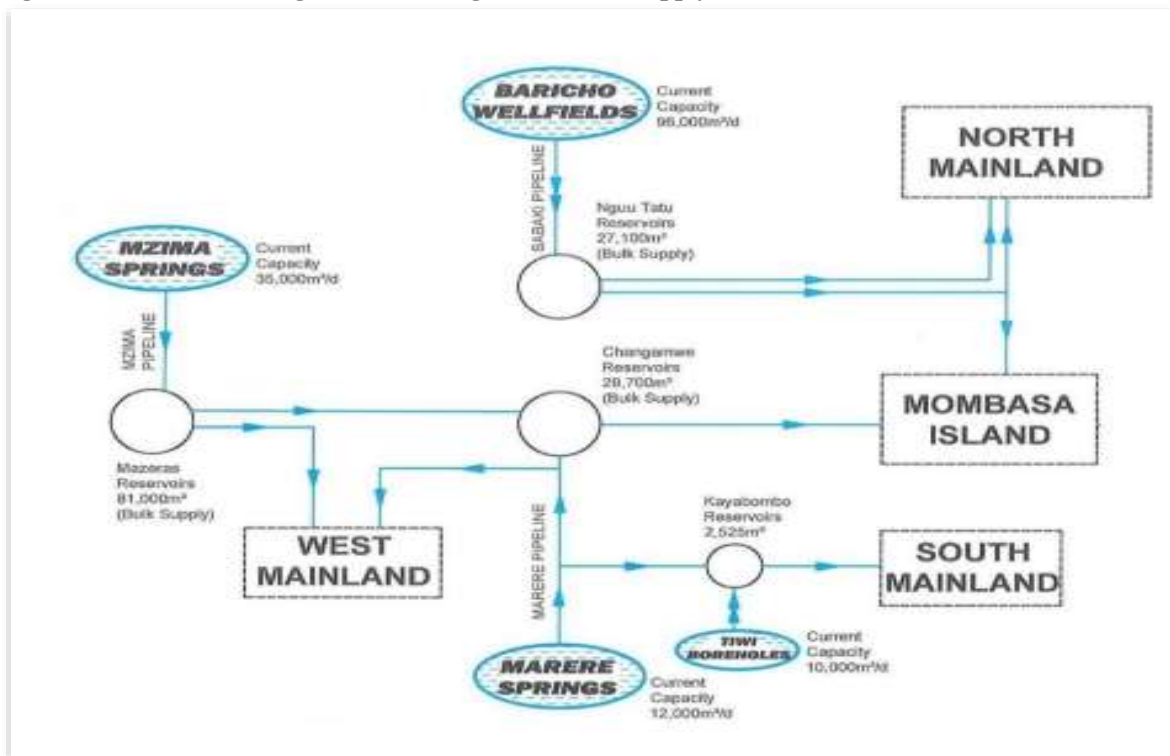 BARICHO
WELLFIELDS
Current
Capacity
96,000m³/d
NORTH
MAINLAND
SABAKI PIPELINE
Nguu Tatu
Reservoirs
27,100m³
(Bulk Supply)
MZIMA
SPRINGS
Current
Capacity
35,000m³/d
MZIMA
PIPELINE
Changamwe
Reservoirs
28,700m³
(Bulk Supply)
MOMBASA
ISLAND
Mazeras
Reservoirs
81,000m³
(Bulk Supply)
WEST
MAINLAND
MARERE PIPELINE
Kayabombo
Reservoirs
2,525m³
SOUTH
MAINLAND
TIWI
BOREHOLES
Current
Capacity
10,000m³/d
MARERE
SPRINGS
Current
Capacity
12,000m³/d